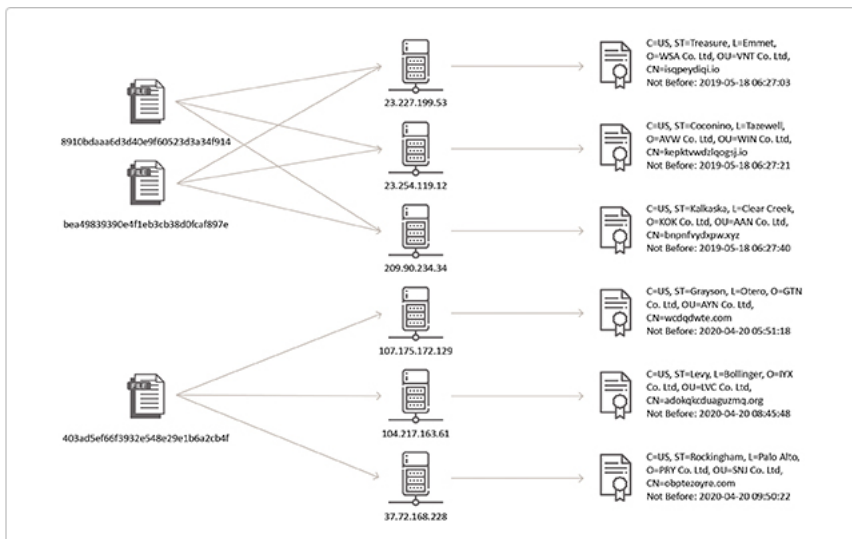 23.227.199.53
C=US, ST=Treasure, L=Emmet,
O=WSA Co. Ltd, OU=VNT Co. Ltd,
CN=isqpeydiqi.io
Not Before: 2019-05-18 06:27:03
FILE
8910bdaaa6d3d40e9f60523d3a34f914
23.254.119.12
C=US, ST=Coconino, L=Tazewell,
O=AVW Co. Ltd, OU=WIN Co. Ltd,
CN=kepktvwdzlqogsj.io
Not Before: 2019-05-18 06:27:21
FILE
bea49839390e4f1eb3cb38d0fcaf897e
209.90.234.34
C=US, ST=Kalkaska, L=Clear Creek,
O=KOK Co. Ltd, OU=AAN Co. Ltd,
CN=bnpnfvydxpw.xyz
Not Before: 2019-05-18 06:27:40
107.175.172.129
C=US, ST=Grayson, L=Otero, O=GTN
Co. Ltd, OU=AYN Co. Ltd,
CN=wcdqdwte.com
Not Before: 2020-04-20 05:51:18
FILE
403ad5ef66f3932e548e29e1b6a2cb4f
104.217.163.61
C=US, ST=Levy, L=Bollinger, O=IYX
Co. Ltd, OU=LVC Co. Ltd,
CN=adokqkcduaguzmq.org
Not Before: 2020-04-20 08:45:48
37.72.168.228
C=US, ST=Rockingham, L=Palo Alto,
O=PRY Co. Ltd, OU=SNJ Co. Ltd,
CN=obptezoyre.com
Not Before: 2020-04-20 09:50:22